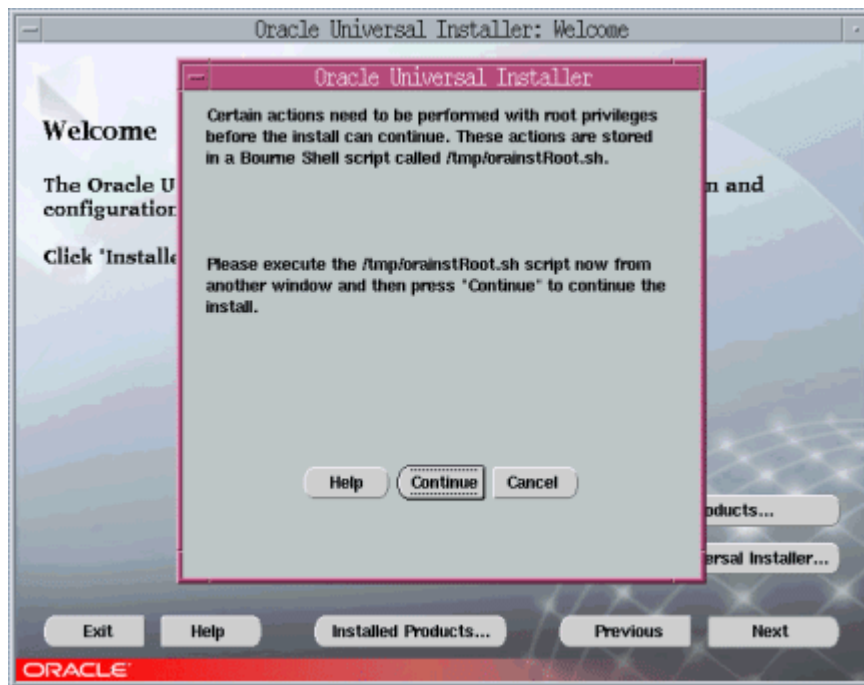 Oracle Universal Installer: Welcome
Oracle Universal Installer
Certain actions need to be performed with root privileges
before the install can continue. These actions are stored
in a Bourne Shell script called /tmp/orainstRoot.sh.
Please execute the /tmp/orainstRoot.sh script now from
another window and then press "Continue" to continue the
install.
Help Continue Cancel
Welcome
The Oracle U n and
configuration
Click "Installe
oducts...
ersal Installer...
Exit Help Installed Products... Previous Next
ORACLE